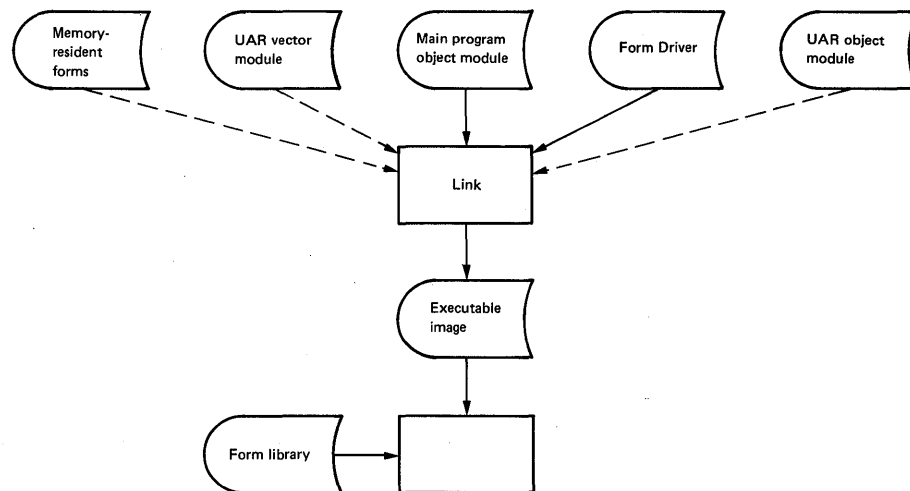 Memory-
resident
forms
UAR vector
module
Main program
object module
Form Driver
UAR object
module
Link
Executable
image
Form library